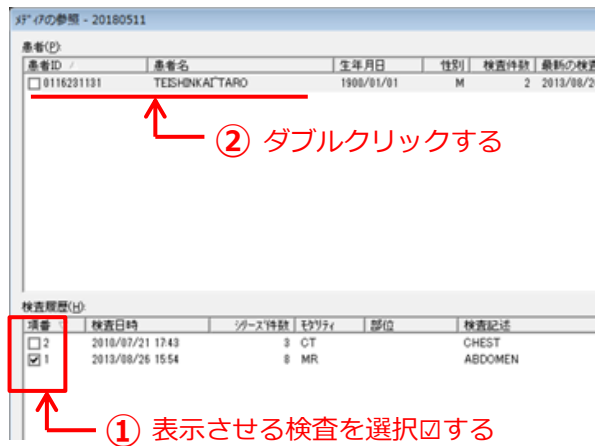 ﾒﾃﾞｨｱの参照 - 20180511
患者(P):
患者ID 患者名 生年月日 性別 検査件数 最新の検査
0116231131 TEISHINKAI^TARO 1900/01/01 M 2 2013/08/2
② ダブルクリックする
検査履歴(H):
項番 検査日時 ｼﾘｰｽﾞ件数 ﾓﾀﾞﾘﾃｨ 部位 検査記述
☐2 2010/07/21 17:43 3 CT CHEST
☑1 2013/08/26 15:54 8 MR ABDOMEN
① 表示させる検査を選択☑する